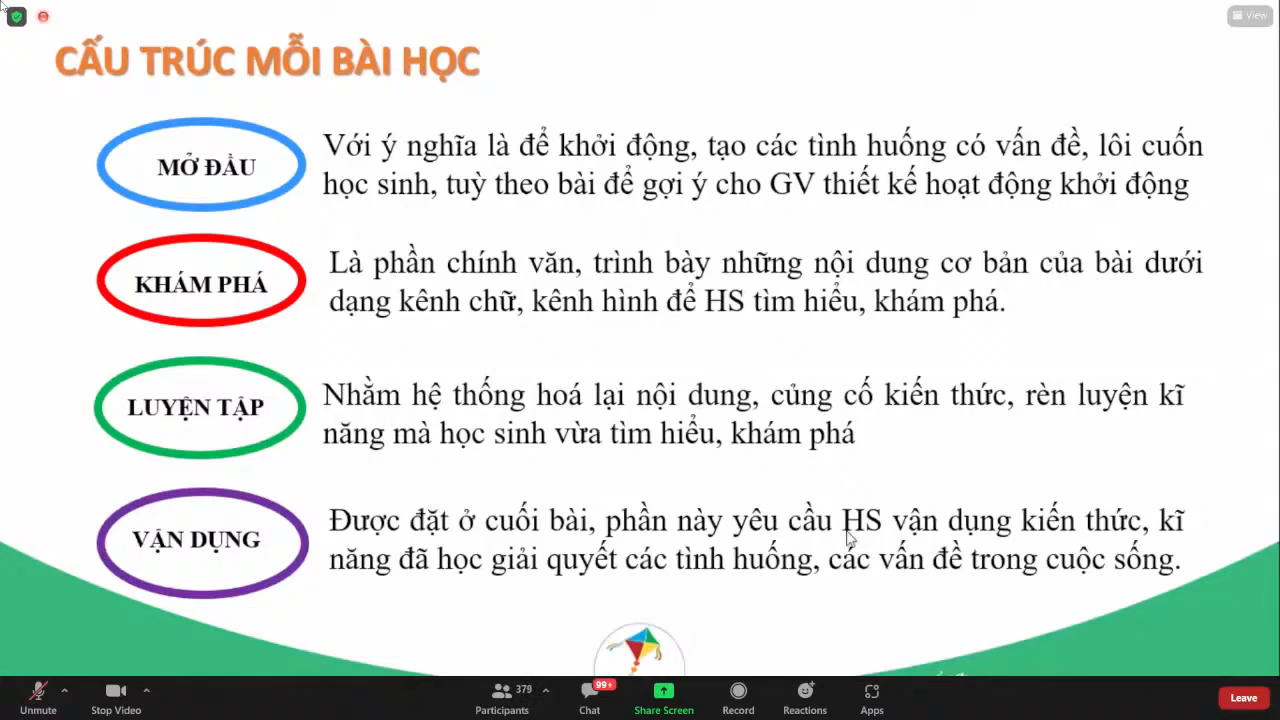 View
CẤU TRÚC MỖI BÀI HỌC
MỞ ĐẦU
Với ý nghĩa là để khởi động, tạo các tình huống có vấn đề, lôi cuốn
học sinh, tuỳ theo bài để gợi ý cho GV thiết kế hoạt động khởi động
KHÁM PHÁ
Là phần chính văn, trình bày những nội dung cơ bản của bài dưới
dạng kênh chữ, kênh hình để HS tìm hiểu, khám phá.
LUYỆN TẬP
Nhằm hệ thống hoá lại nội dung, củng cố kiến thức, rèn luyện kĩ
năng mà học sinh vừa tìm hiểu, khám phá
VẬN DỤNG
Được đặt ở cuối bài, phần này yêu cầu HS vận dụng kiến thức, kĩ
năng đã học giải quyết các tình huống, các vấn đề trong cuộc sống.
379
99+
Unmute
Stop Video
Participants
Chat
Share Screen
Record
Reactions
Apps
Leave